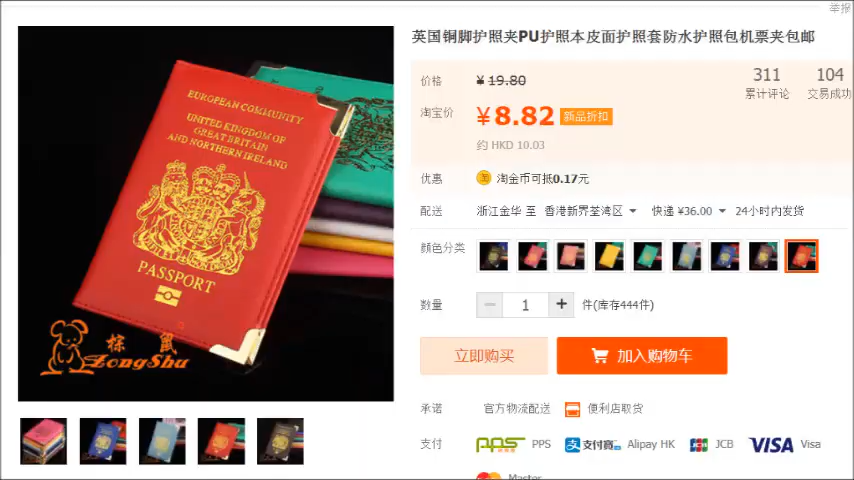 举报
英国铜脚护照夹PU护照本皮面护照套防水护照包机票夹包邮
EUROPEAN COMMUNITY
UNITED KINGDOM OF
GREAT BRITAIN
AND NORTHERN IRELAND
PASSPORT
棕鼠
ZongShu
价格
¥ 19.80
311
累计评论
104
交易成功
淘宝价
¥8.82 新品折扣
约 HKD 10.03
优惠
淘金币可抵0.17元
配送
浙江金华 至 香港新界荃湾区 快递 ¥36.00 24小时内发货
颜色分类
数量
− 1 + 件(库存444件)
立即购买
加入购物车
承诺
官方物流配送 便利店取货
支付
PPS PPS 支付宝 Alipay HK JCB JCB VISA Visa
Master